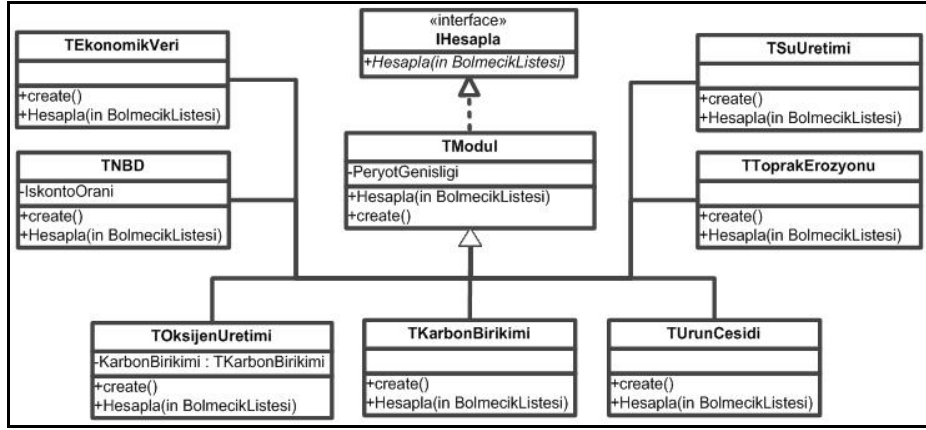 «interface»
IHesapla
+Hesapla(in BolmecikListesi)
TEkonomikVeri
+create()
+Hesapla(in BolmecikListesi)
TSuUretimi
+create()
+Hesapla(in BolmecikListesi)
TModul
-PeryotGenisligi
+Hesapla(in BolmecikListesi)
+create()
TNBD
-IskontoOrani
+create()
+Hesapla(in BolmecikListesi)
TToprakErozyonu
+create()
+Hesapla(in BolmecikListesi)
TOksijenUretimi
-KarbonBirikimi : TKarbonBirikimi
+create()
+Hesapla(in BolmecikListesi)
TKarbonBirikimi
+create()
+Hesapla(in BolmecikListesi)
TUrunCesidi
+create()
+Hesapla(in BolmecikListesi)